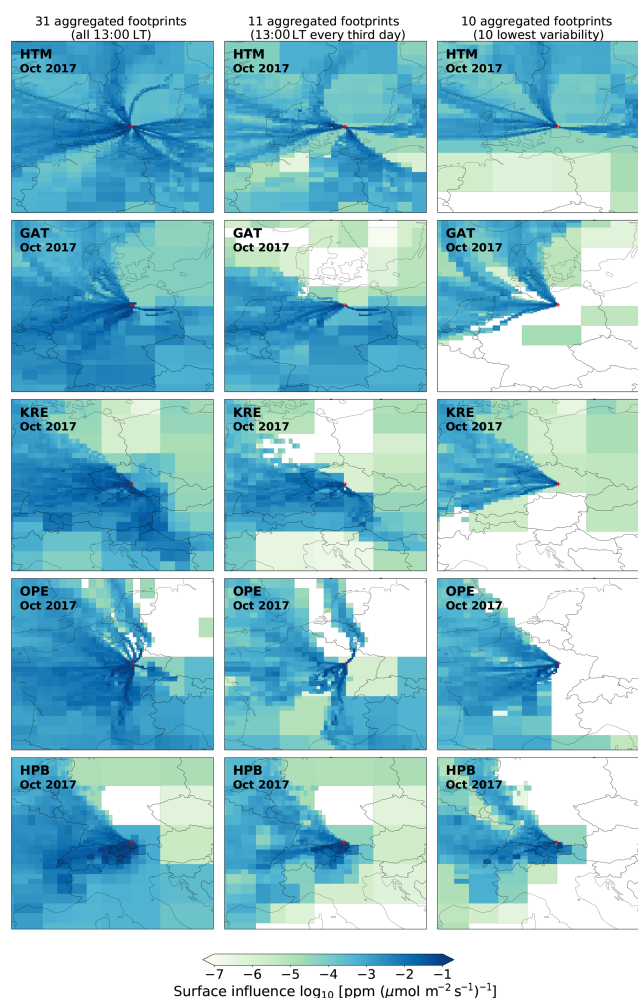 31 aggregated footprints
(all 13:00 LT)
11 aggregated footprints
(13:00 LT every third day)
10 aggregated footprints
(10 lowest variability)
HTM
Oct 2017
HTM
Oct 2017
HTM
Oct 2017
GAT
Oct 2017
GAT
Oct 2017
GAT
Oct 2017
KRE
Oct 2017
KRE
Oct 2017
KRE
Oct 2017
OPE
Oct 2017
OPE
Oct 2017
OPE
Oct 2017
HPB
Oct 2017
HPB
Oct 2017
HPB
Oct 2017
−7 −6 −5 −4 −3 −2 −1
Surface influence log₁₀ [ppm (μmol m⁻² s⁻¹)⁻¹)